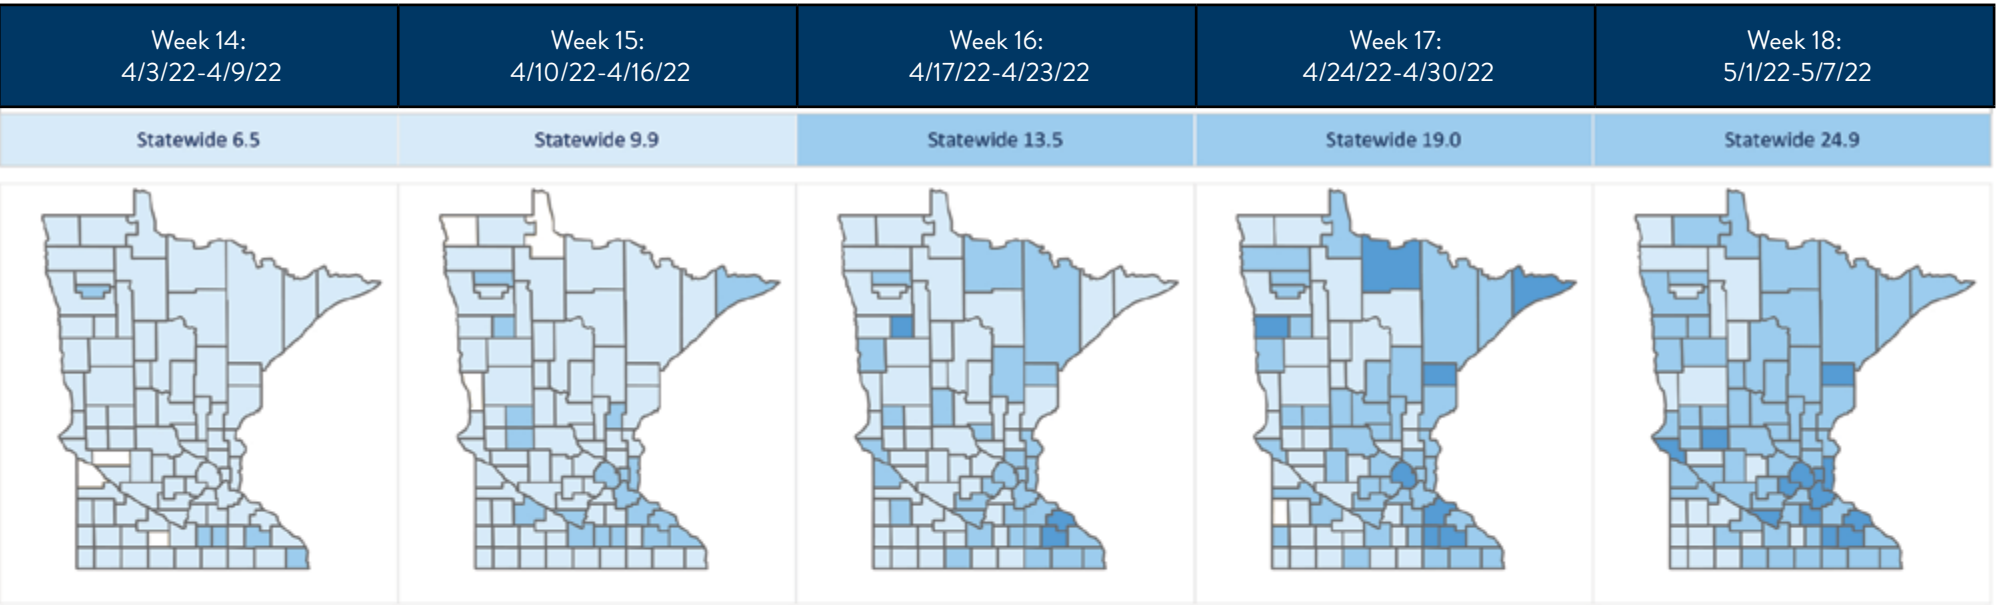 Week 14:
4/3/22-4/9/22
Week 15:
4/10/22-4/16/22
Week 16:
4/17/22-4/23/22
Week 17:
4/24/22-4/30/22
Week 18:
5/1/22-5/7/22
Statewide 6.5
Statewide 9.9
Statewide 13.5
Statewide 19.0
Statewide 24.9